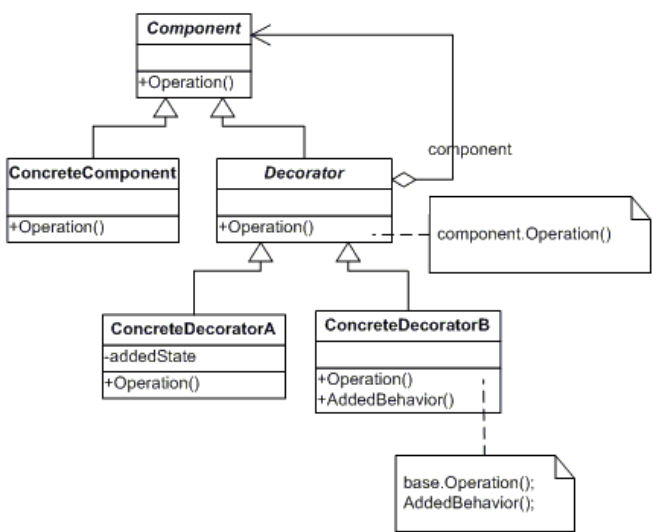 Component
+Operation()
component
ConcreteComponent
+Operation()
Decorator
+Operation()
component.Operation()
ConcreteDecoratorA
-addedState
+Operation()
ConcreteDecoratorB
+Operation()
+AddedBehavior()
base.Operation();
AddedBehavior();